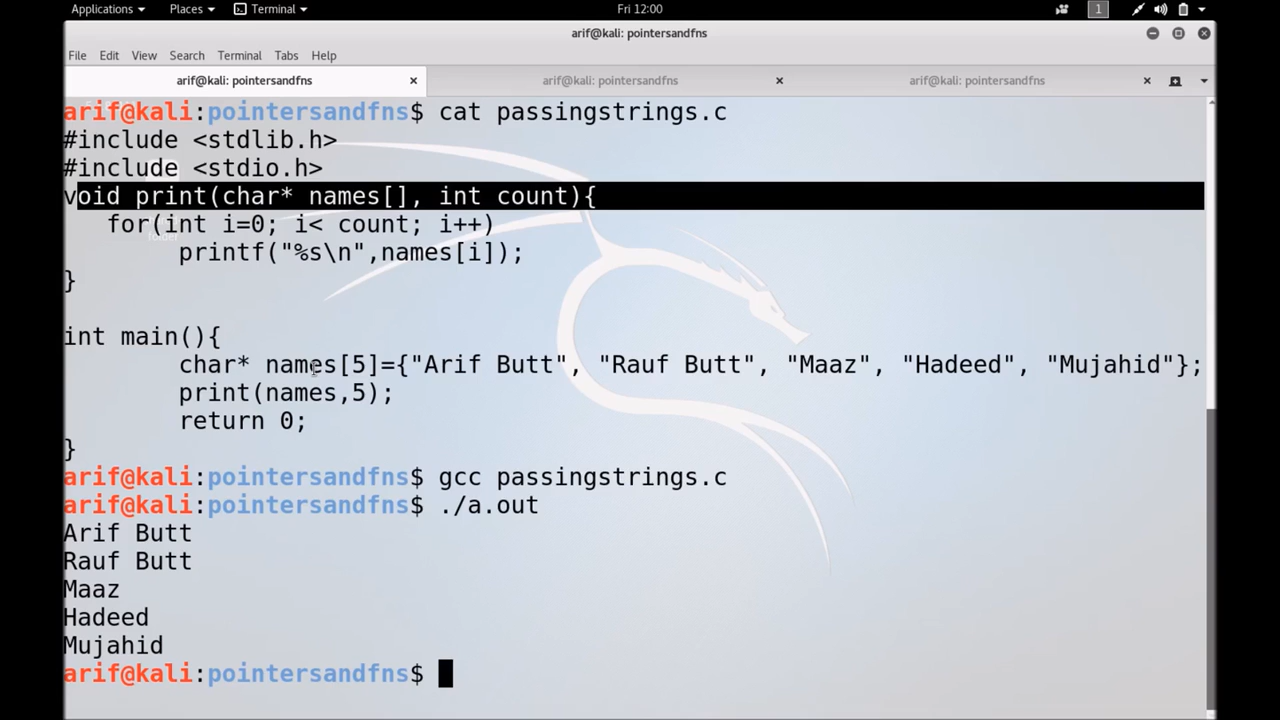 Applications Places Terminal Fri 12:00 1
arif@kali: pointersandfns
File Edit View Search Terminal Tabs Help
arif@kali: pointersandfns × arif@kali: pointersandfns × arif@kali: pointersandfns ×
arif@kali:pointersandfns$ cat passingstrings.c
#include <stdlib.h>
#include <stdio.h>
void print(char* names[], int count){
   for(int i=0; i< count; i++)
        printf("%s\n",names[i]);
}
int main(){
        char* names[5]={"Arif Butt", "Rauf Butt", "Maaz", "Hadeed", "Mujahid"};
        print(names,5);
        return 0;
}
arif@kali:pointersandfns$ gcc passingstrings.c
arif@kali:pointersandfns$ ./a.out
Arif Butt
Rauf Butt
Maaz
Hadeed
Mujahid
arif@kali:pointersandfns$